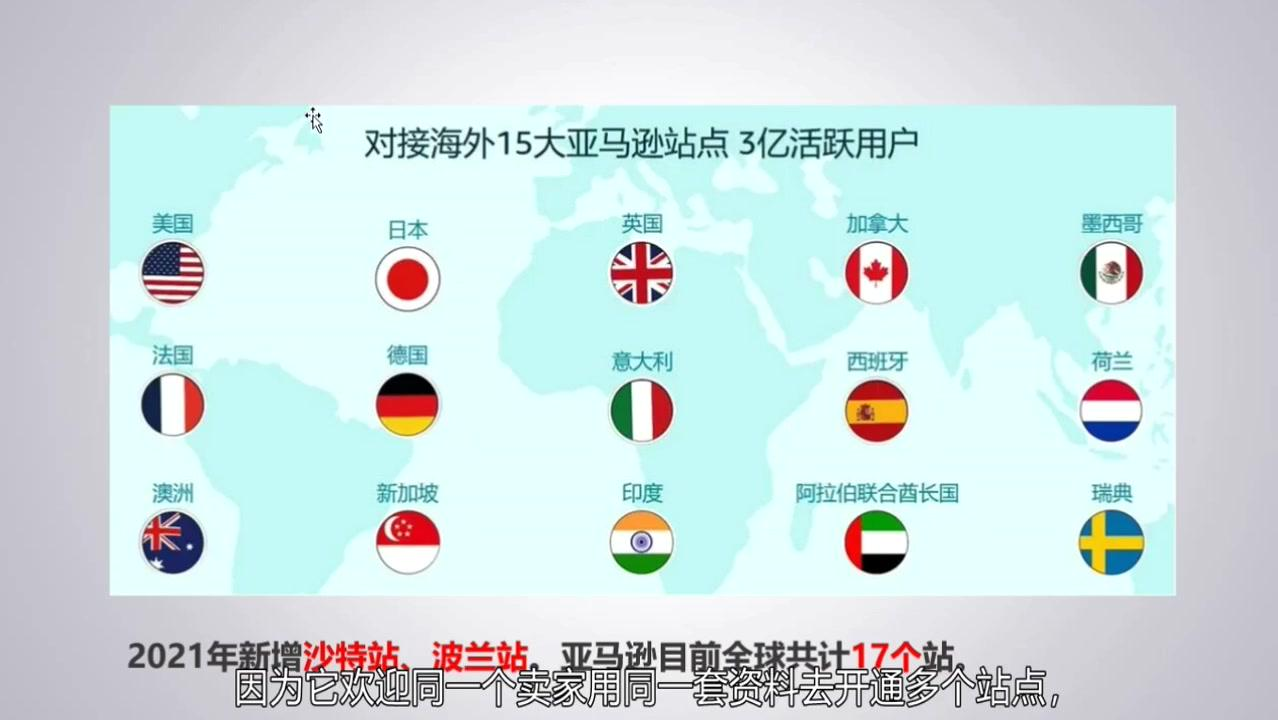 对接海外15大亚马逊站点 3亿活跃用户
美国 日本 英国 加拿大 墨西哥
法国 德国 意大利 西班牙 荷兰
澳洲 新加坡 印度 阿拉伯联合酋长国 瑞典
2021年新增沙特站、波兰站，亚马逊目前全球共计17个站。
因为它欢迎同一个卖家用同一套资料去开通多个站点，